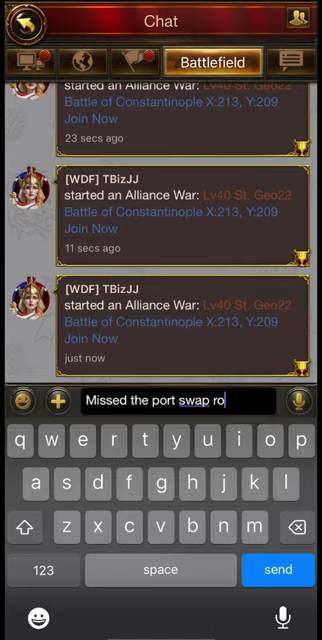 Chat
Battlefield
started an Alliance War: Lv40 St. Geo22
Battle of Constantinople X:213, Y:209
Join Now
23 secs ago
[WDF] TBizJJ
started an Alliance War: Lv40 St. Geo22
Battle of Constantinople X:213, Y:209
Join Now
11 secs ago
[WDF] TBizJJ
started an Alliance War: Lv40 St. Geo22
Battle of Constantinople X:213, Y:209
Join Now
just now
Missed the port swap ro
q w e r t y u i o p
a s d f g h j k l
z x c v b n m
123 space send